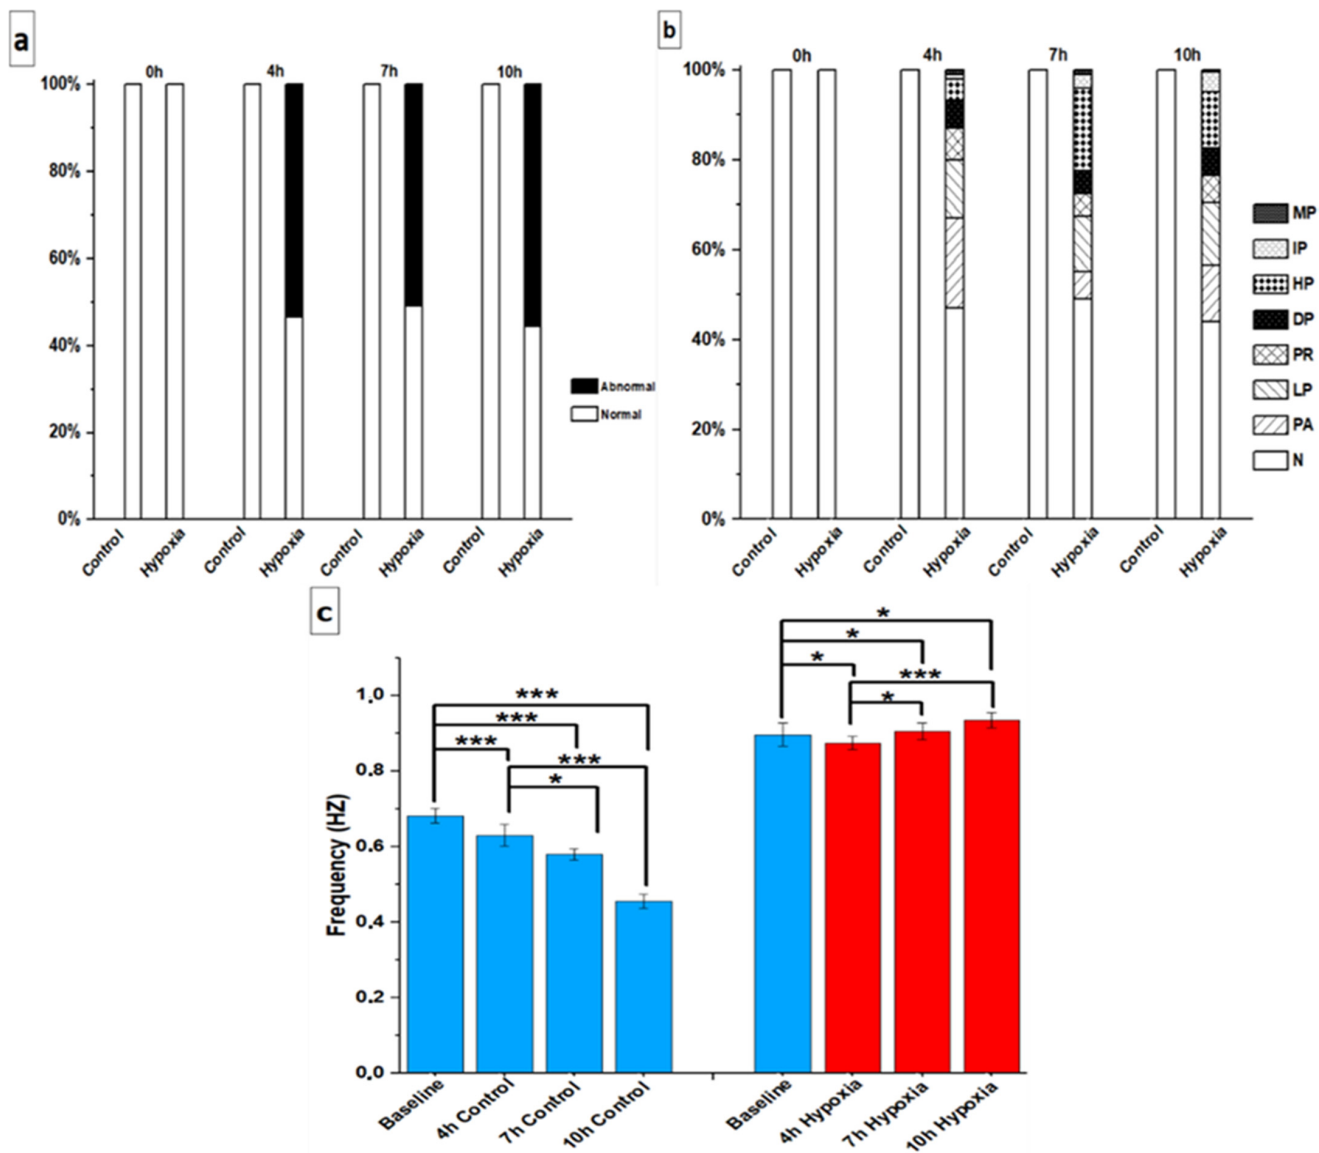 a
0h 4h 7h 10h
100%
80%
60%
40%
20%
0%
Abnormal
Normal
Control Hypoxia Control Hypoxia Control Hypoxia Control Hypoxia
b
0h 4h 7h 10h
100%
80%
60%
40%
20%
0%
MP
IP
HP
DP
PR
LP
PA
N
Control Hypoxia Control Hypoxia Control Hypoxia Control Hypoxia
c
*
*
*
***
*
***
***
***
***
*
Frequency (HZ)
1.0
0.8
0.6
0.4
0.2
0.0
Baseline 4h Control 7h Control 10h Control Baseline 4h Hypoxia 7h Hypoxia 10h Hypoxia